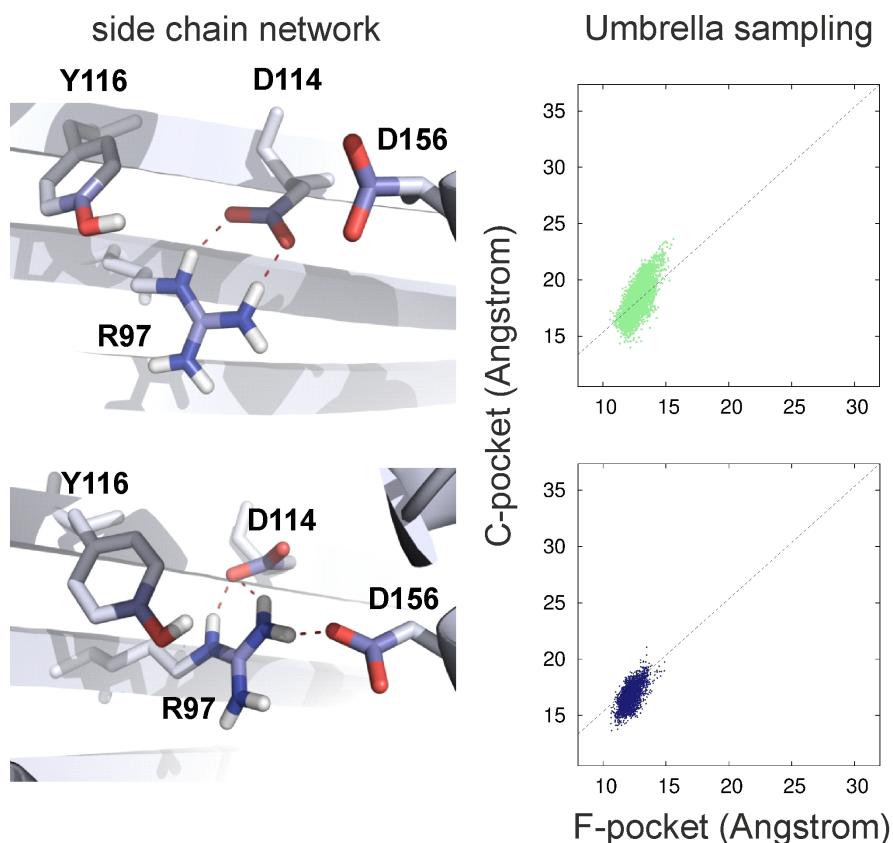 side chain network
Umbrella sampling
Y116
D114
D156
R97
35
30
25
20
15
10 15 20 25 30
Y116
D114
D156
R97
35
30
25
20
15
10 15 20 25 30
C-pocket (Angstrom)
F-pocket (Angstrom)